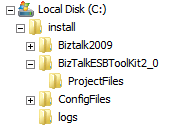 Local Disk (C:)
install
Biztalk2009
BizTalkESBToolKit2_0
ProjectFiles
ConfigFiles
logs